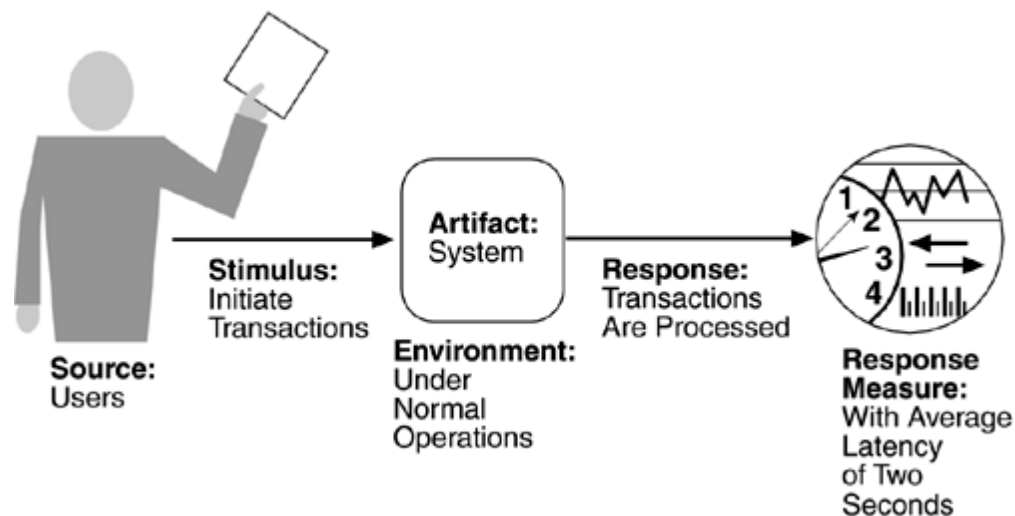 Source:
Users
Stimulus:
Initiate
Transactions
Artifact:
System
Environment:
Under
Normal
Operations
Response:
Transactions
Are Processed
1
2
3
4
Response
Measure:
With Average
Latency
of Two
Seconds